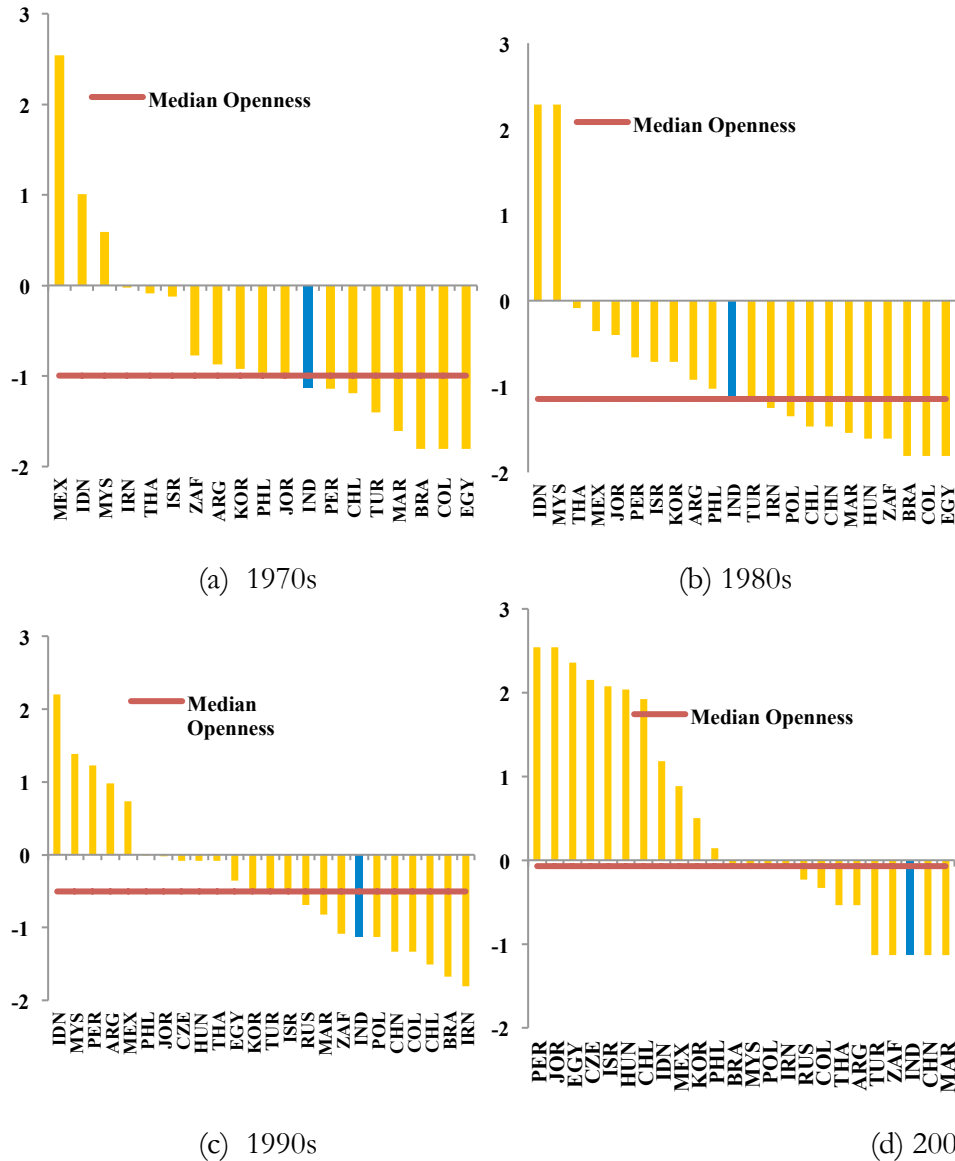 3
2
1
0
-1
-2
Median Openness
MEX IDN MYS IRN THA ISR ZAF ARG KOR PHL JOR IND PER CHL TUR MAR BRA COL EGY
(a) 1970s
3
2
1
0
-1
-2
Median Openness
IDN MYS THA MEX JOR PER ISR KOR ARG PHL IND TUR IRN POL CHL CHN MAR HUN ZAF BRA COL EGY
(b) 1980s
3
2
1
0
-1
-2
Median
Openness
IDN MYS PER ARG MEX PHL JOR CZE HUN THA EGY KOR TUR ISR RUS MAR ZAF IND POL CHN COL CHL BRA IRN
(c) 1990s
3
2
1
0
-1
-2
Median Openness
PER JOR EGY CZE ISR HUN CHL IDN MEX KOR PHL BRA MYS POL IRN RUS COL THA ARG TUR ZAF IND CHN MAR
(d) 200